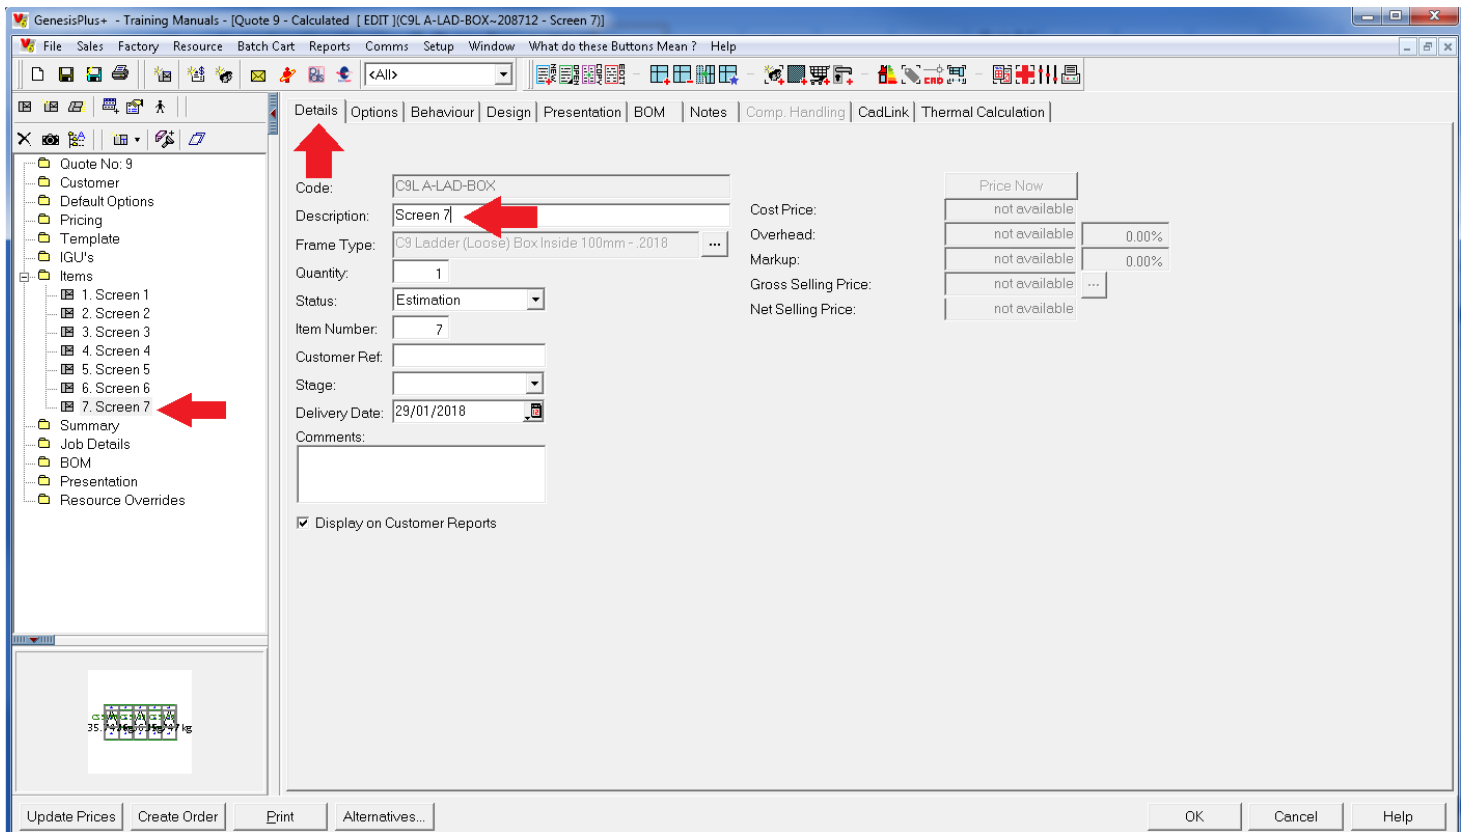 GenesisPlus+ - Training Manuals - [Quote 9 - Calculated [ EDIT ](C9L A-LAD-BOX~208712 - Screen 7)]
File Sales Factory Resource Batch Cart Reports Comms Setup Window What do these Buttons Mean ? Help
<All>
CAD
Details Options Behaviour Design Presentation BOM Notes Comp. Handling CadLink Thermal Calculation
Quote No: 9
Customer
Default Options
Pricing
Template
IGU's
Items
1. Screen 1
2. Screen 2
3. Screen 3
4. Screen 4
5. Screen 5
6. Screen 6
7. Screen 7
Summary
Job Details
BOM
Presentation
Resource Overrides
Code: C9L A-LAD-BOX
Description: Screen 7
Frame Type: C9 Ladder (Loose) Box Inside 100mm - .2018 ...
Quantity: 1
Status: Estimation
Item Number: 7
Customer Ref:
Stage:
Delivery Date: 29/01/2018
Comments:
Display on Customer Reports
Price Now
Cost Price: not available
Overhead: not available 0.00%
Markup: not available 0.00%
Gross Selling Price: not available ...
Net Selling Price: not available
Update Prices Create Order Print Alternatives... OK Cancel Help